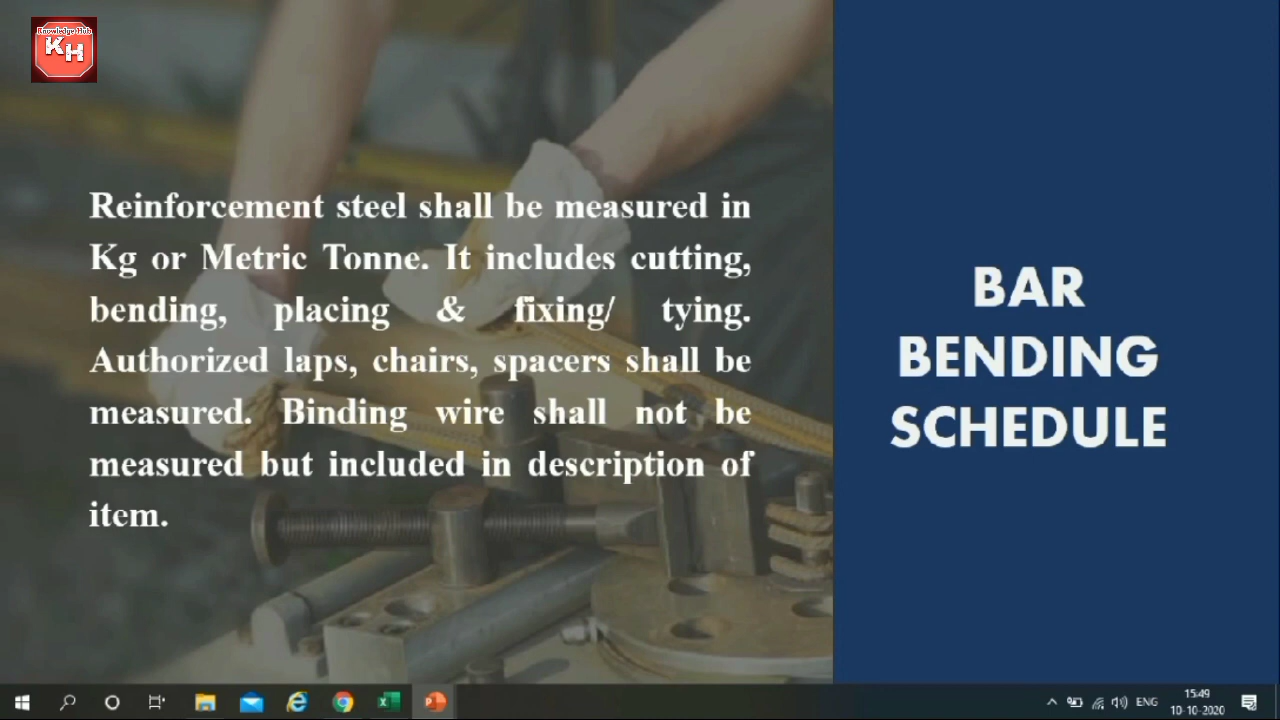 Knowledge Hub
KH
Reinforcement steel shall be measured in
Kg or Metric Tonne. It includes cutting,
bending, placing & fixing/ tying.
Authorized laps, chairs, spacers shall be
measured. Binding wire shall not be
measured but included in description of
item.
BAR
BENDING
SCHEDULE
ENG
15:49
10-10-2020